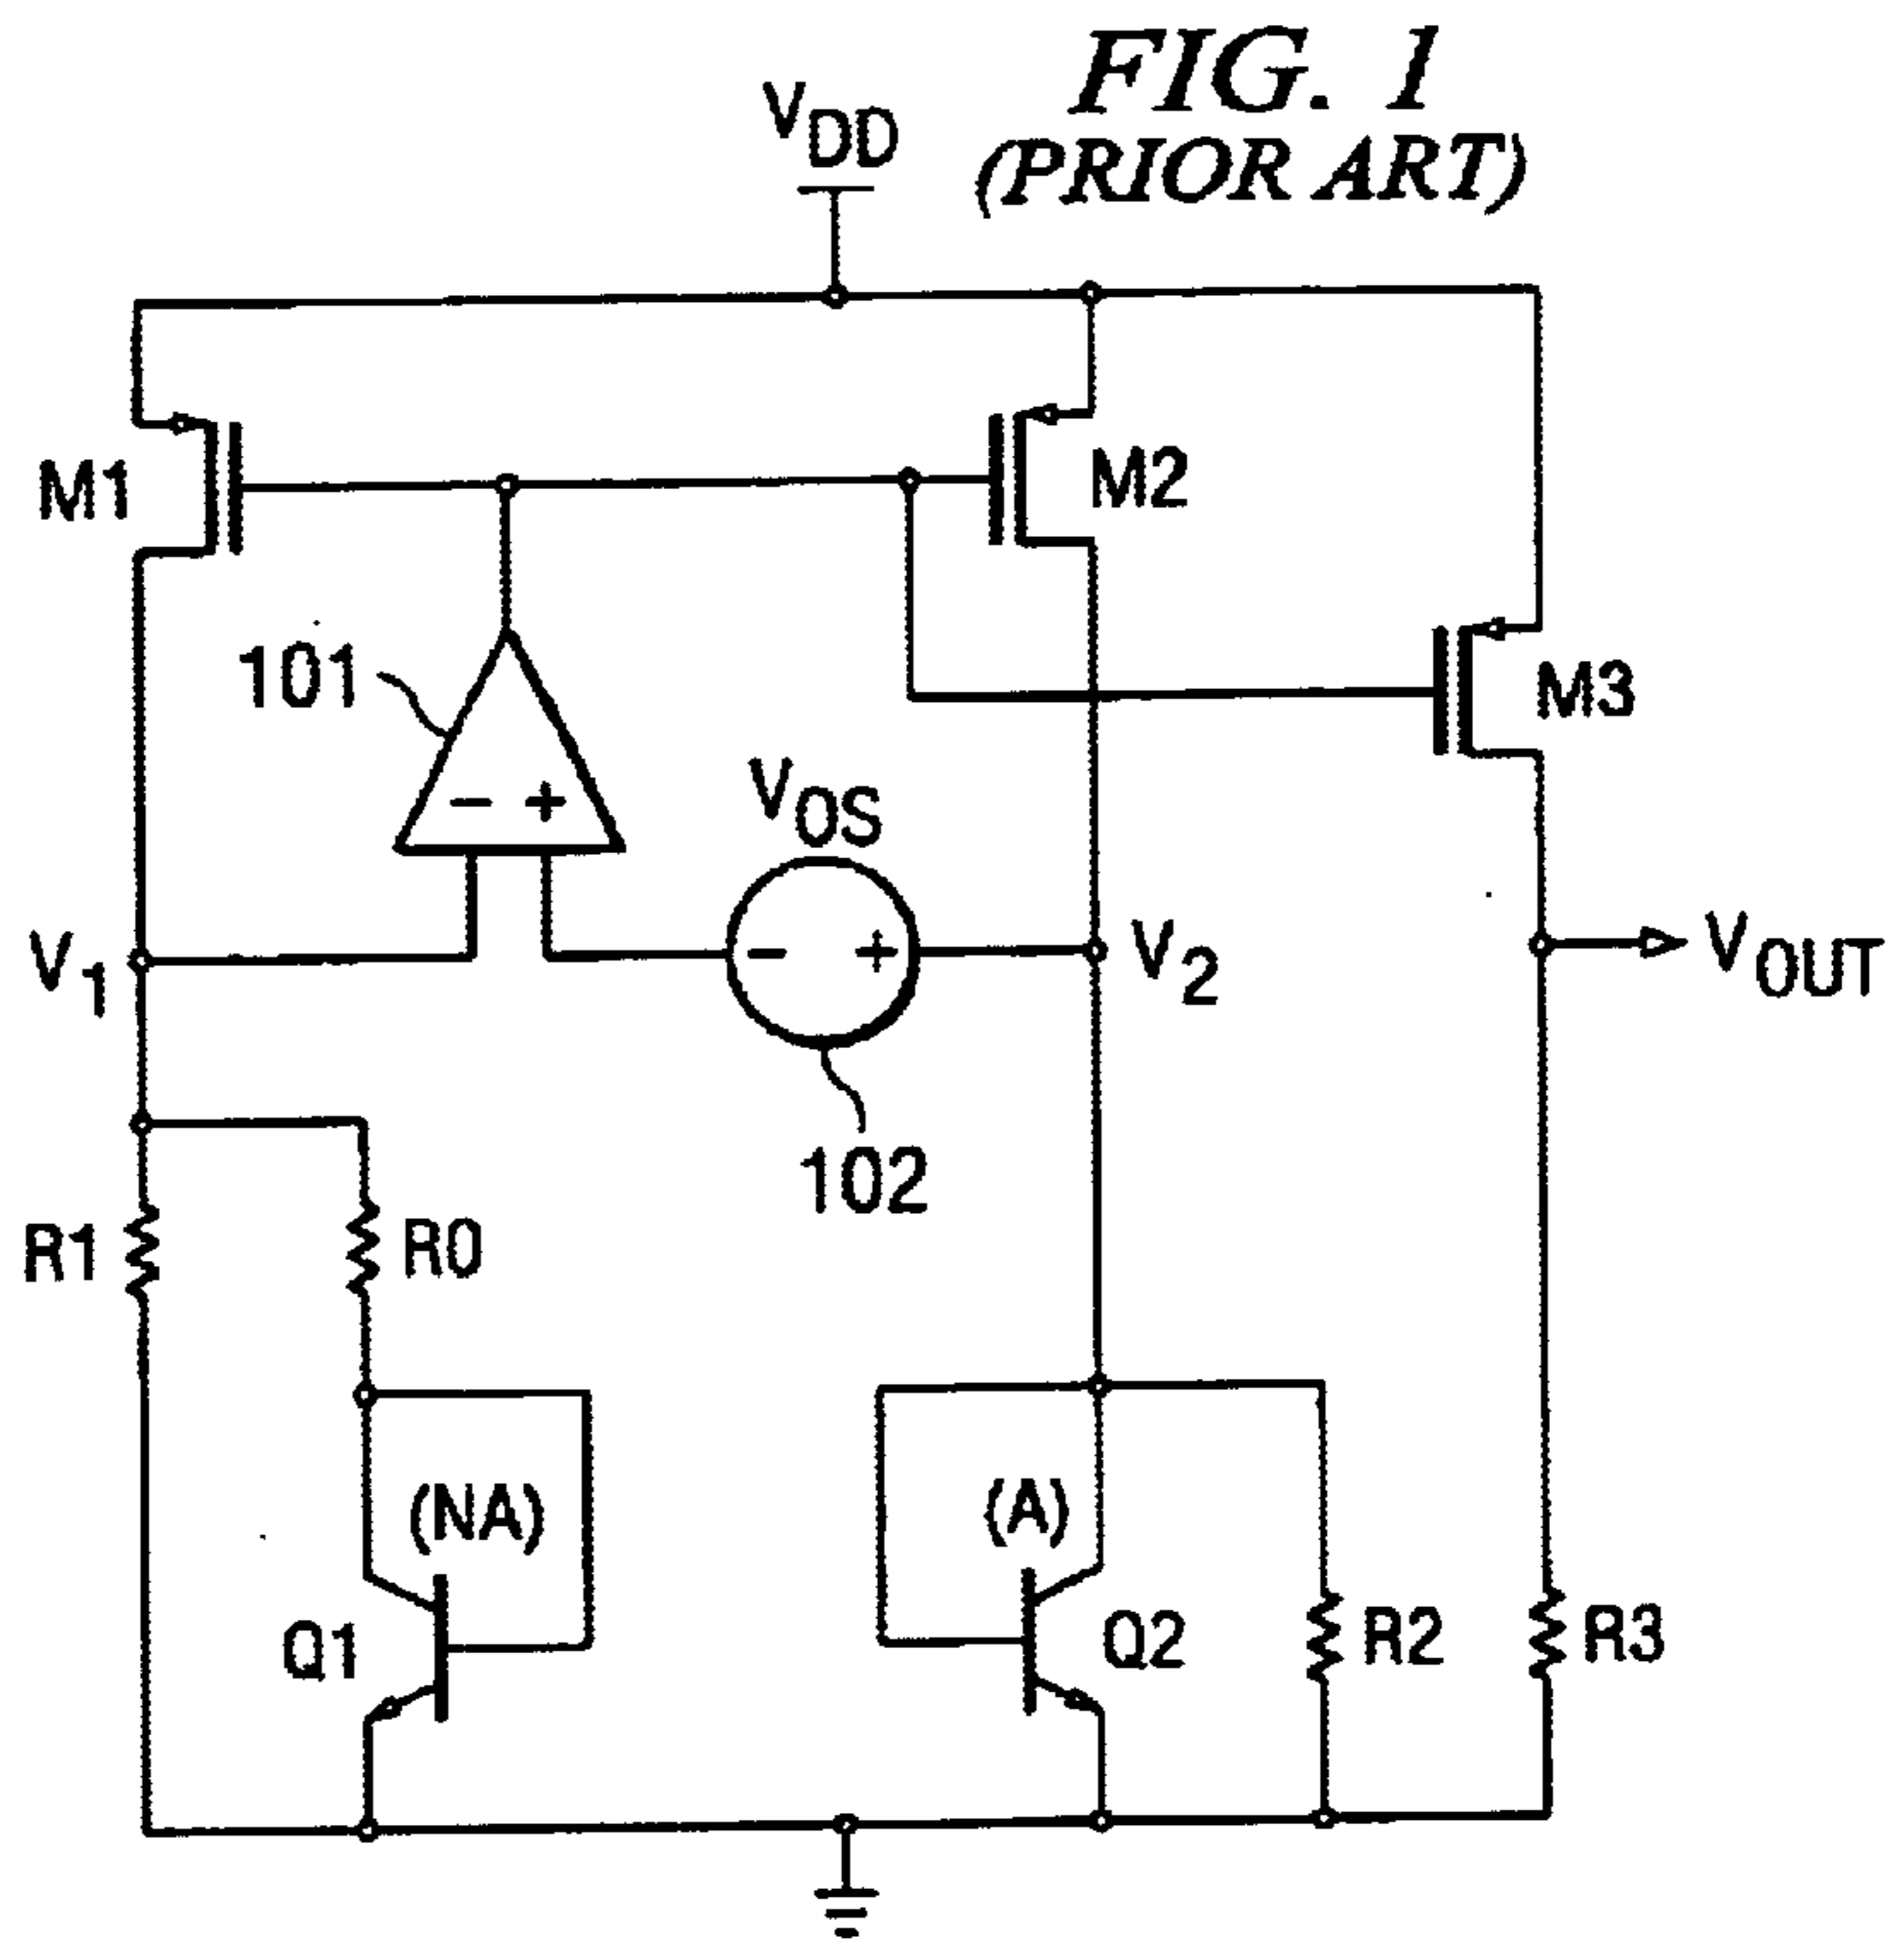 FIG. 1
(PRIOR ART)
VDD
M1
M2
M3
101
- +
VOS
- +
V1
V2
VOUT
102
R1
R0
(NA)
(A)
Q1
Q2
R2
R3